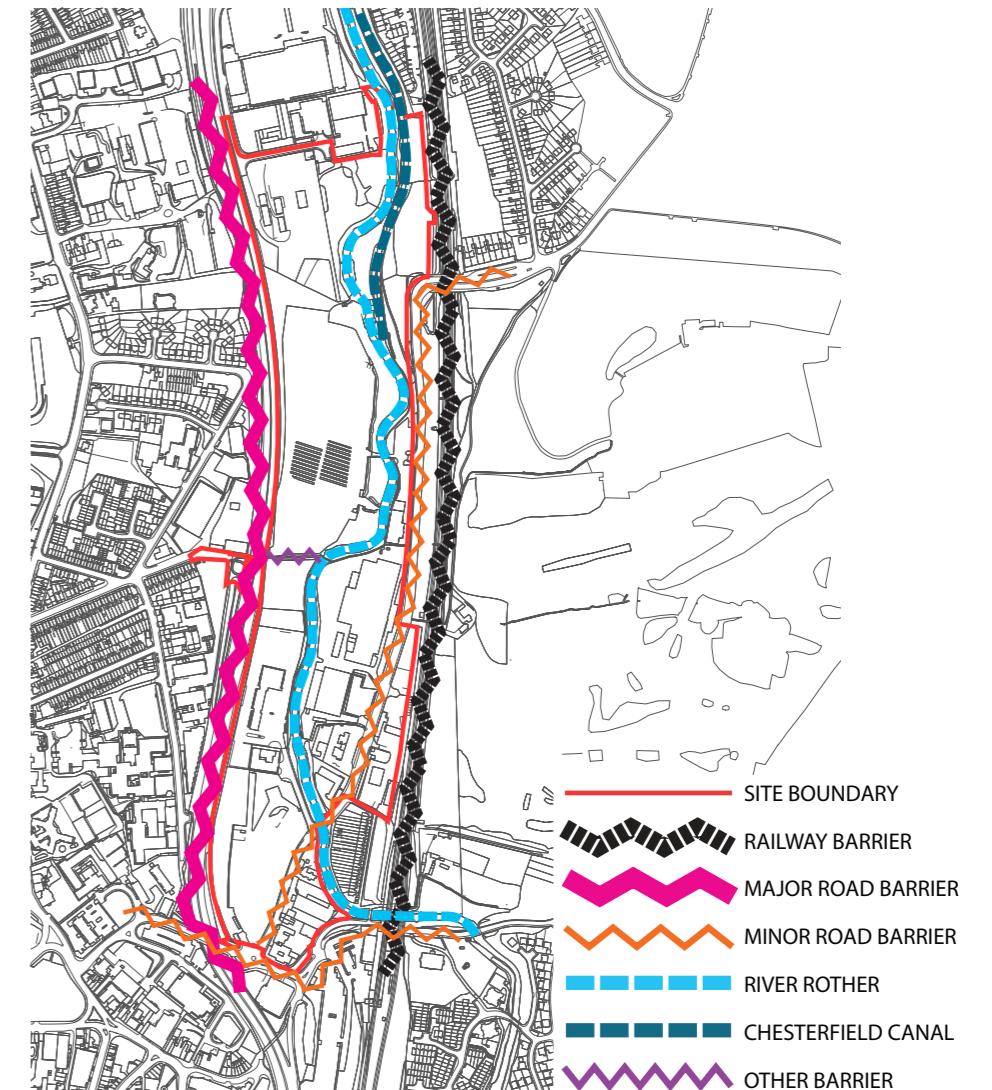 SITE BOUNDARY
RAILWAY BARRIER
MAJOR ROAD BARRIER
MINOR ROAD BARRIER
RIVER ROTHER
CHESTERFIELD CANAL
OTHER BARRIER